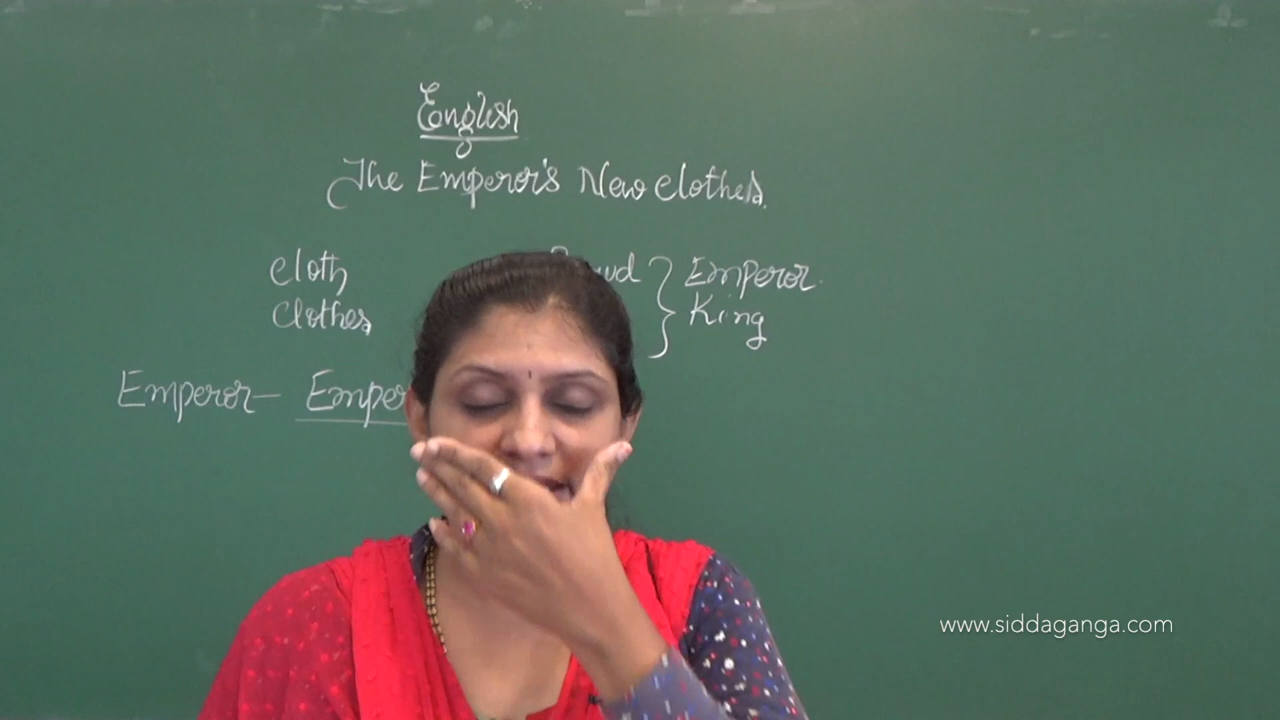 English
The Emperor's New Clothes.
Cloth } Emperor.
Clothes King
Emperor –
www.siddaganga.com